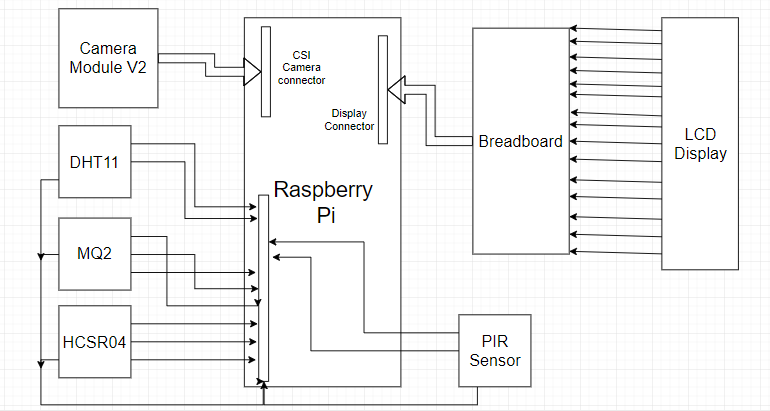 Camera
Module V2
CSI
Camera
connector
Display
Connector
Breadboard
LCD
Display
DHT11
Raspberry
Pi
MQ2
HCSR04
PIR
Sensor